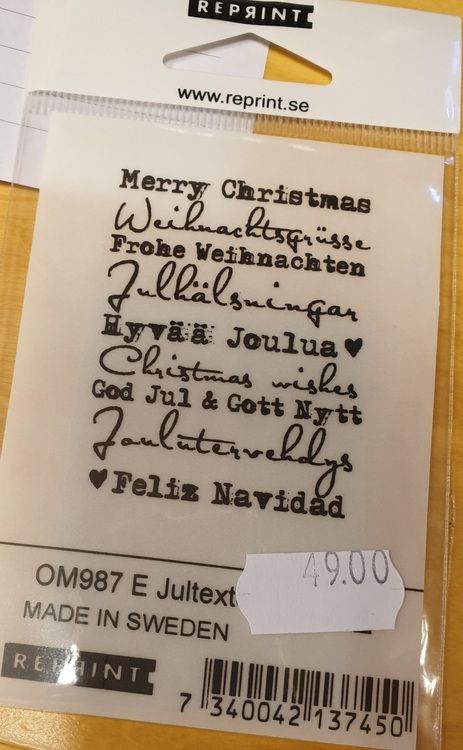 REPRINT
www.reprint.se
Merry Christmas
Weihnachtsgrüsse
Frohe Weihnachten
Julhälsningar
Hyvää Joulua ♥
Christmas wishes
God Jul & Gott Nytt
Joulutervehdys
♥ Feliz Navidad
49.00
OM987 E Jultext
MADE IN SWEDEN
REPRINT
7 340042 137450